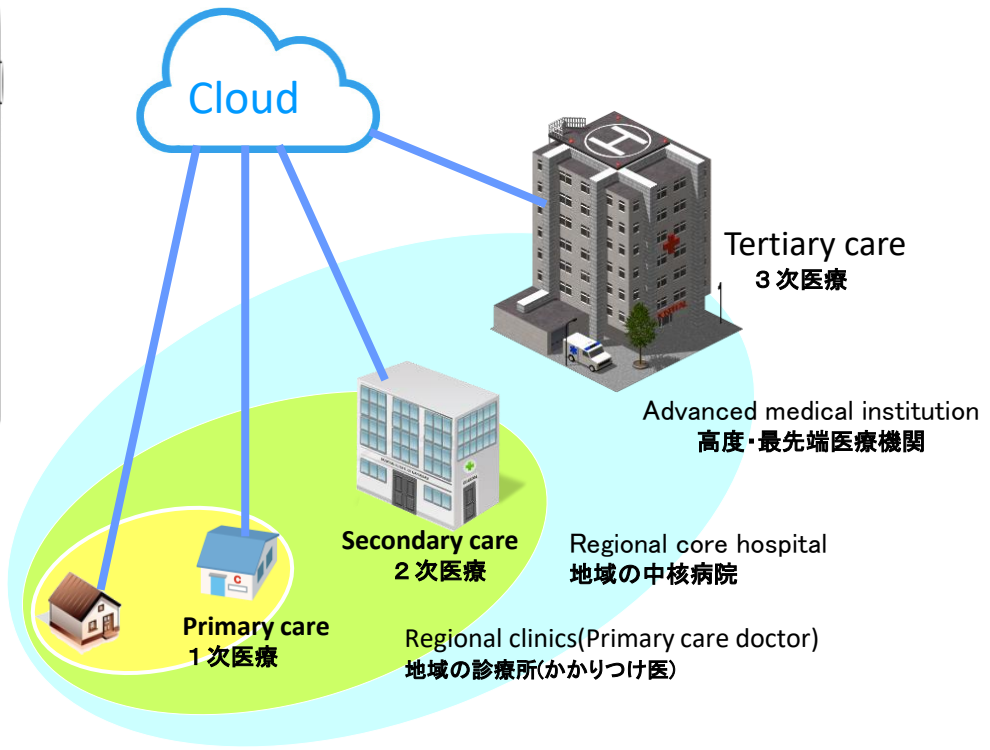 Cloud
H
Tertiary care
３次医療
Advanced medical institution
高度・最先端医療機関
Secondary care
２次医療
Regional core hospital
地域の中核病院
C
Primary care
１次医療
Regional clinics(Primary care doctor)
地域の診療所(かかりつけ医)